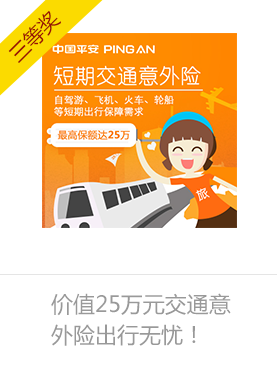 三等奖
中国平安 PING AN
短期交通意外险
自驾游、飞机、火车、轮船
等短期出行保障需求
最高保额达25万
旅
价值25万元交通意
外险出行无忧！